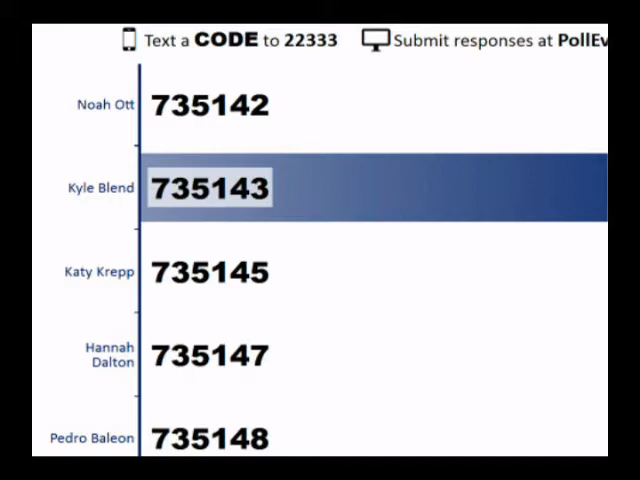 Text a CODE to 22333 Submit responses at PollEv
Noah Ott 735142
Kyle Blend 735143
Katy Krepp 735145
Hannah
Dalton 735147
Pedro Baleon 735148